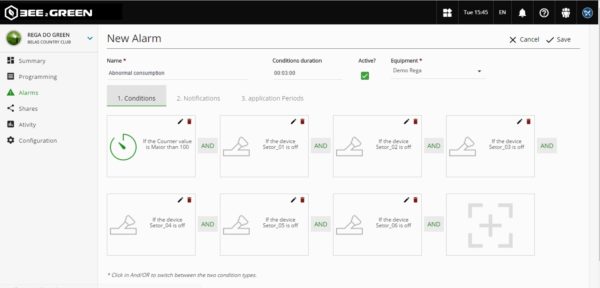 BEE2GREEN
Tue 15:45
EN
REGA DO GREEN
BELAS COUNTRY CLUB
Summary
Programming
Alarms
Shares
Ativity
Configuration
New Alarm
Cancel
Save
Name *
Conditions duration
Active?
Equipment *
Abnormal consumption
00:03:00
Demo Rega
1. Conditions
2. Notifications
3. application Periods
If the Counter value
is Maior than 100
AND
If the device
Setor_01 is off
AND
If the device
Setor_02 is off
AND
If the device
Setor_03 is off
AND
If the device
Setor_04 is off
AND
If the device
Setor_05 is off
AND
If the device
Setor_06 is off
AND
* Click in And/OR to switch between the two condition types.